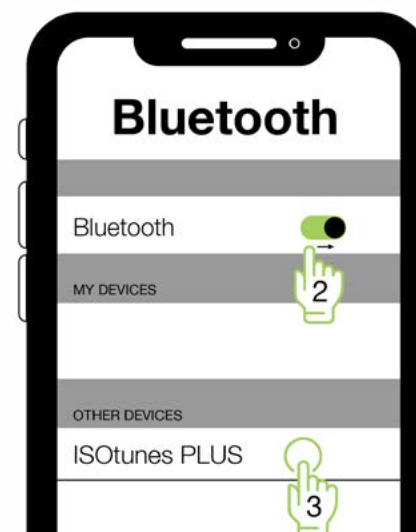 Bluetooth
Bluetooth
2
MY DEVICES
OTHER DEVICES
ISOtunes PLUS
3